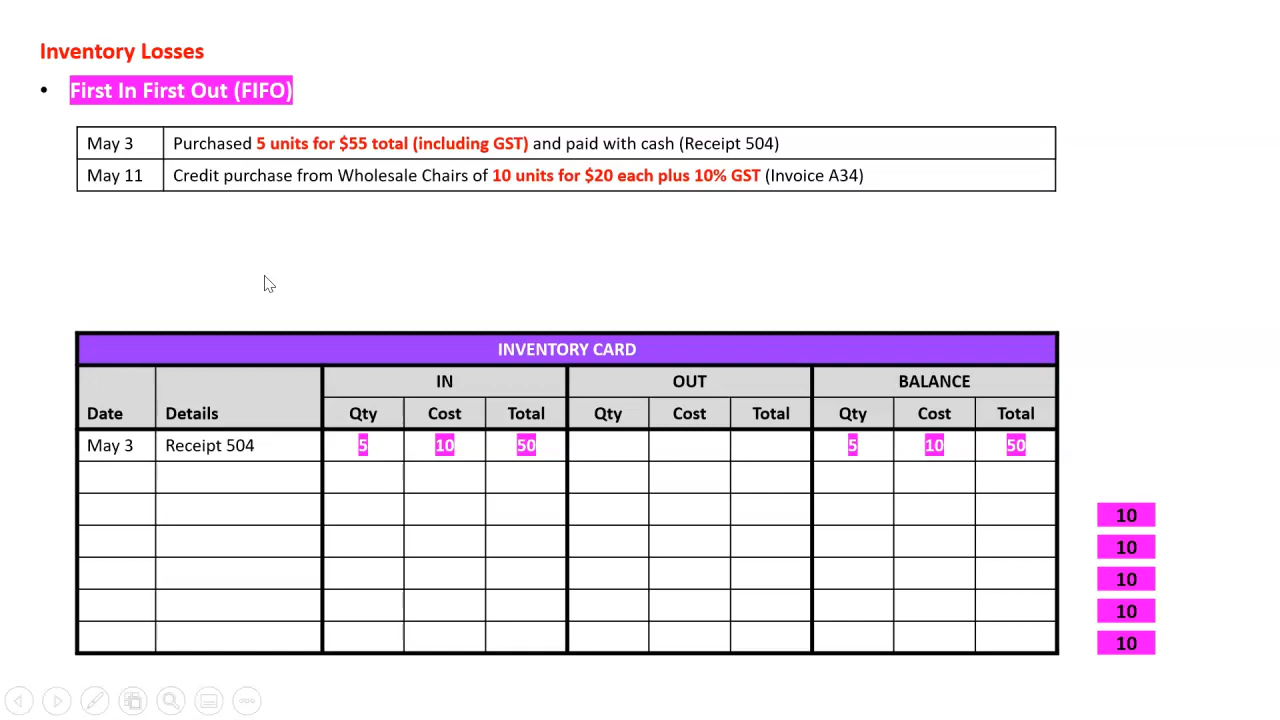 Inventory Losses
• First In First Out (FIFO)
May 3 Purchased 5 units for $55 total (including GST) and paid with cash (Receipt 504)
May 11 Credit purchase from Wholesale Chairs of 10 units for $20 each plus 10% GST (Invoice A34)
INVENTORY CARD
IN OUT BALANCE
Date Details Qty Cost Total Qty Cost Total Qty Cost Total
May 3 Receipt 504 5 10 50 5 10 50
10
10
10
10
10